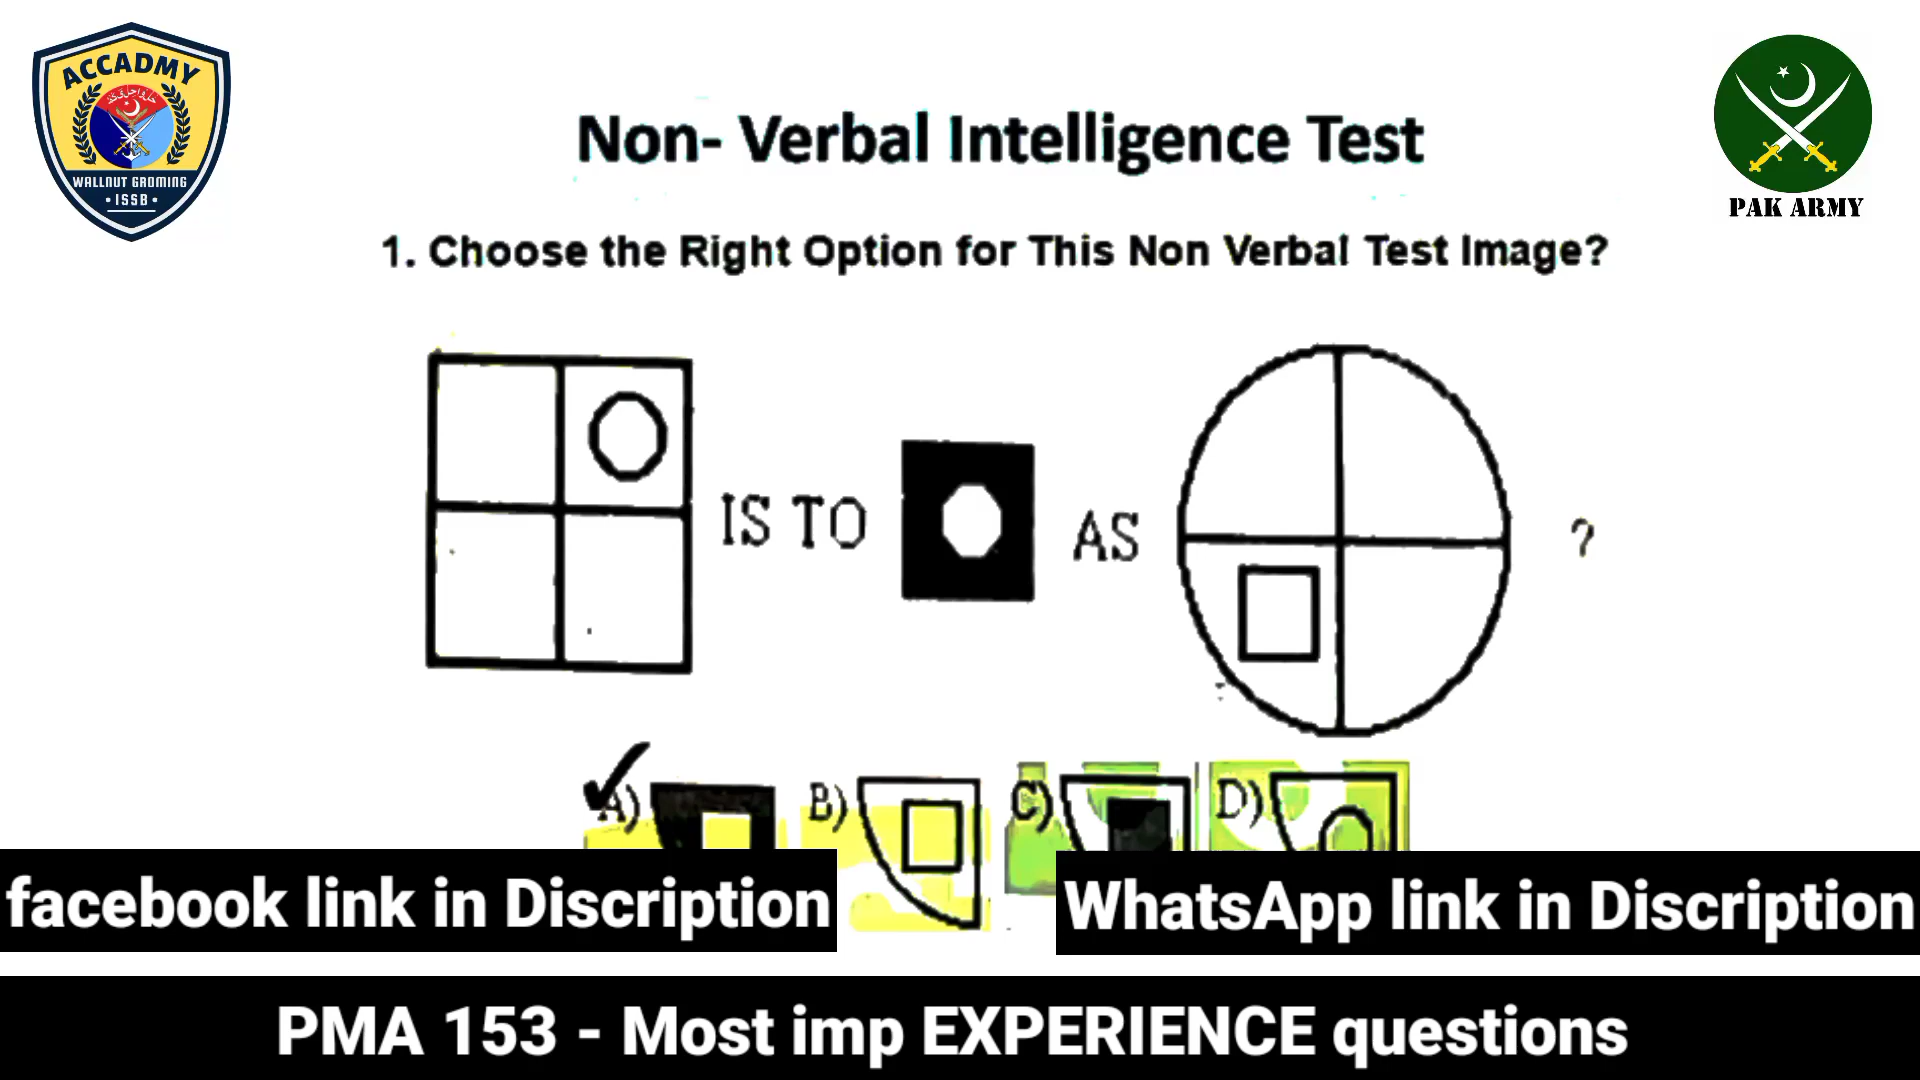 ACCADMY
WALLNUT GROMING
• ISSB •
PAK ARMY
Non- Verbal Intelligence Test
1. Choose the Right Option for This Non Verbal Test Image?
IS TO
AS
?
A)
B)
C)
D)
facebook link in Discription
WhatsApp link in Discription
PMA 153 - Most imp EXPERIENCE questions